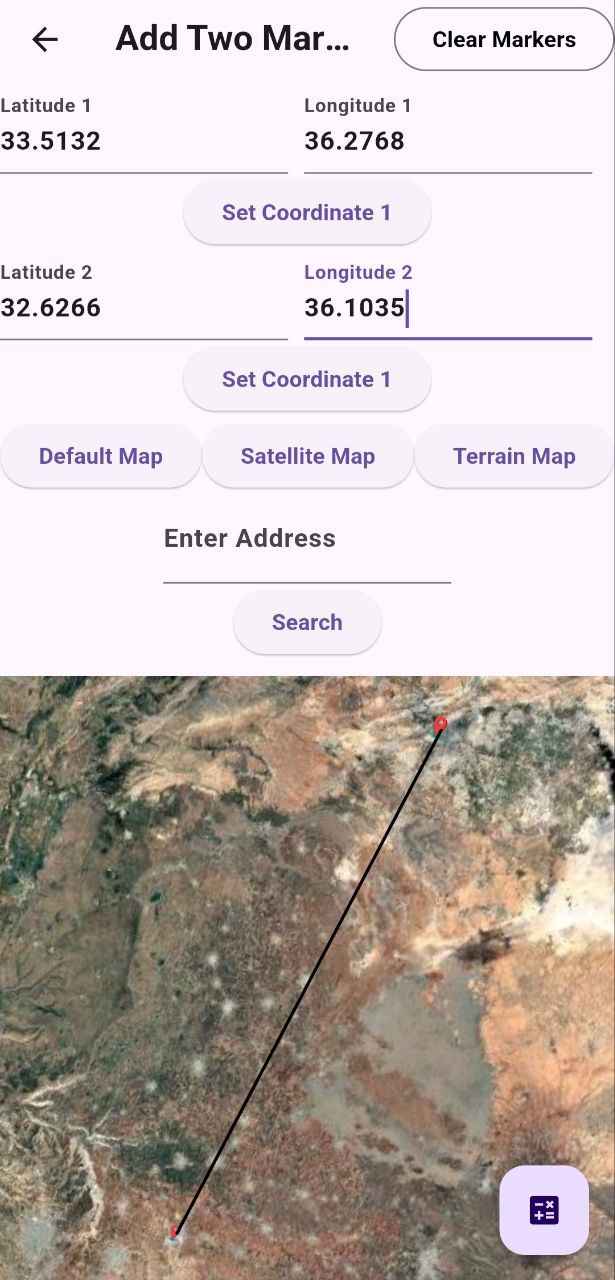 Add Two Mar...
Clear Markers
Latitude 1
Longitude 1
33.5132
36.2768
Set Coordinate 1
Latitude 2
Longitude 2
32.6266
36.1035
Set Coordinate 1
Default Map
Satellite Map
Terrain Map
Enter Address
Search